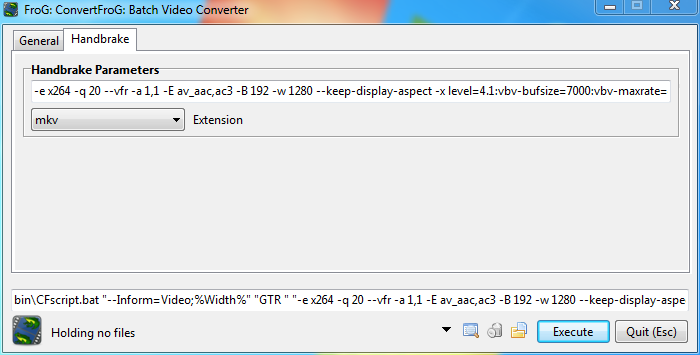 FroG: ConvertFroG: Batch Video Converter
General Handbrake
Handbrake Parameters
-e x264 -q 20 --vfr -a 1,1 -E av_aac,ac3 -B 192 -w 1280 --keep-display-aspect -x level=4.1:vbv-bufsize=7000:vbv-maxrate=
mkv Extension
bin\CFscript.bat "--Inform=Video;%Width%" "GTR " "-e x264 -q 20 --vfr -a 1,1 -E av_aac,ac3 -B 192 -w 1280 --keep-display-aspe
Holding no files Execute Quit (Esc)